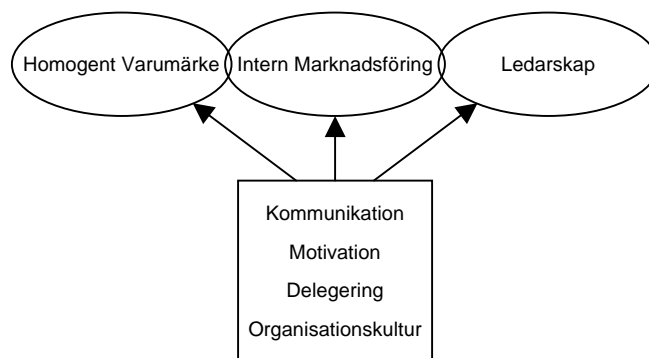 Homogent Varumärke
Intern Marknadsföring
Ledarskap
Kommunikation
Motivation
Delegering
Organisationskultur